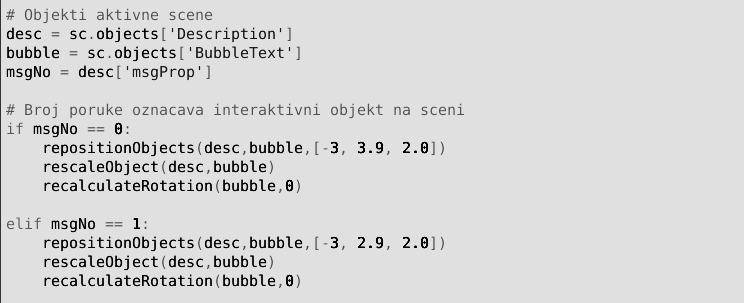 # Objekti aktivne scene
desc = sc.objects['Description']
bubble = sc.objects['BubbleText']
msgNo = desc['msgProp']

# Broj poruke oznacava interaktivni objekt na sceni
if msgNo == 0:
    repositionObjects(desc,bubble,[-3, 3.9, 2.0])
    rescaleObject(desc,bubble)
    recalculateRotation(bubble,0)

elif msgNo == 1:
    repositionObjects(desc,bubble,[-3, 2.9, 2.0])
    rescaleObject(desc,bubble)
    recalculateRotation(bubble,0)